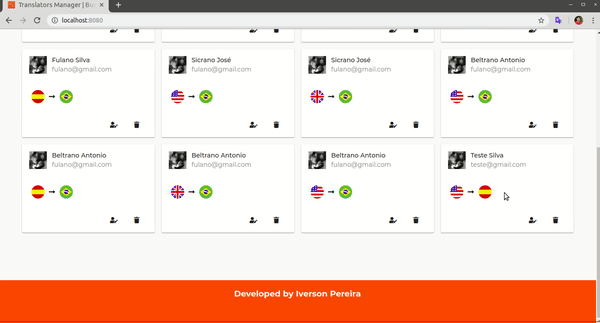 Translators Manager | Bu
localhost:8080
Fulano Silva
fulano@gmail.com
Sicrano José
fulano@gmail.com
Sicrano José
fulano@gmail.com
Beltrano Antonio
fulano@gmail.com
Beltrano Antonio
fulano@gmail.com
Beltrano Antonio
fulano@gmail.com
Beltrano Antonio
fulano@gmail.com
Teste Silva
teste@gmail.com
Developed by Iverson Pereira